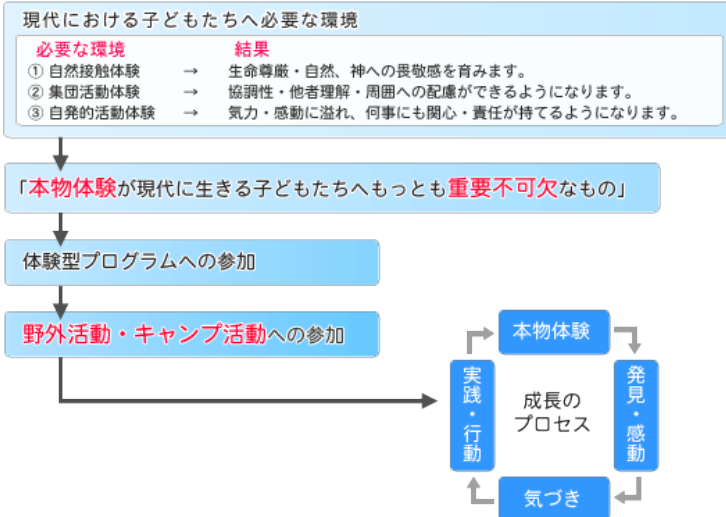 現代における子どもたちへ必要な環境
必要な環境 結果
① 自然接触体験 → 生命尊厳・自然、神への畏敬感を育みます。
② 集団活動体験 → 協調性・他者理解・周囲への配慮ができるようになります。
③ 自発的活動体験 → 気力・感動に溢れ、何事にも関心・責任が持てるようになります。
「本物体験が現代に生きる子どもたちへもっとも重要不可欠なもの」
体験型プログラムへの参加
野外活動・キャンプ活動への参加
本物体験
発見・感動
気づき
実践・行動
成長の
プロセス